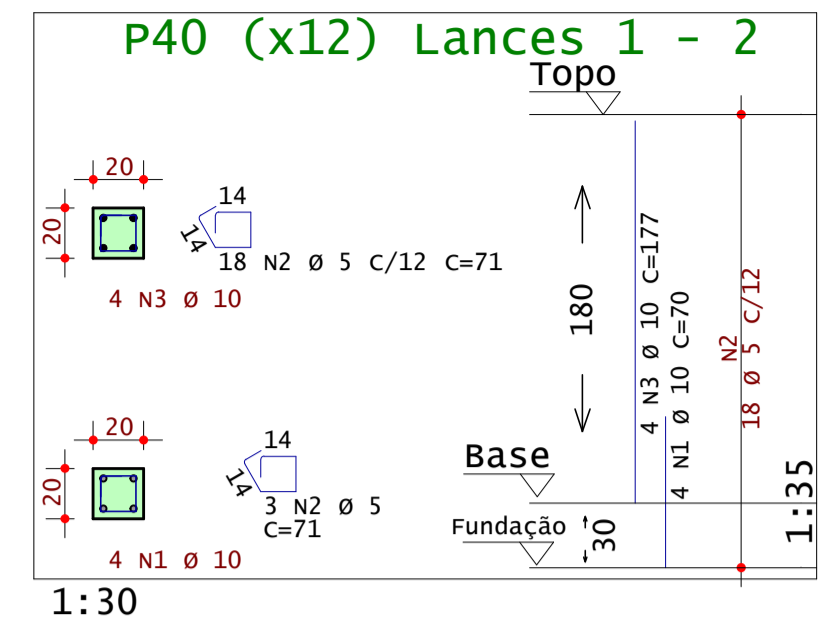 P40 (x12) Lances 1 - 2
Topo
20
20
14
14
18 N2 Ø 5 C/12 C=71
4 N3 Ø 10
180
4 N3 Ø 10 C=177
4 N1 Ø 10 C=70
N2
18 Ø 5 C/12
20
20
14
14
3 N2 Ø 5
C=71
4 N1 Ø 10
Base
Fundação
30
1:35
1:30